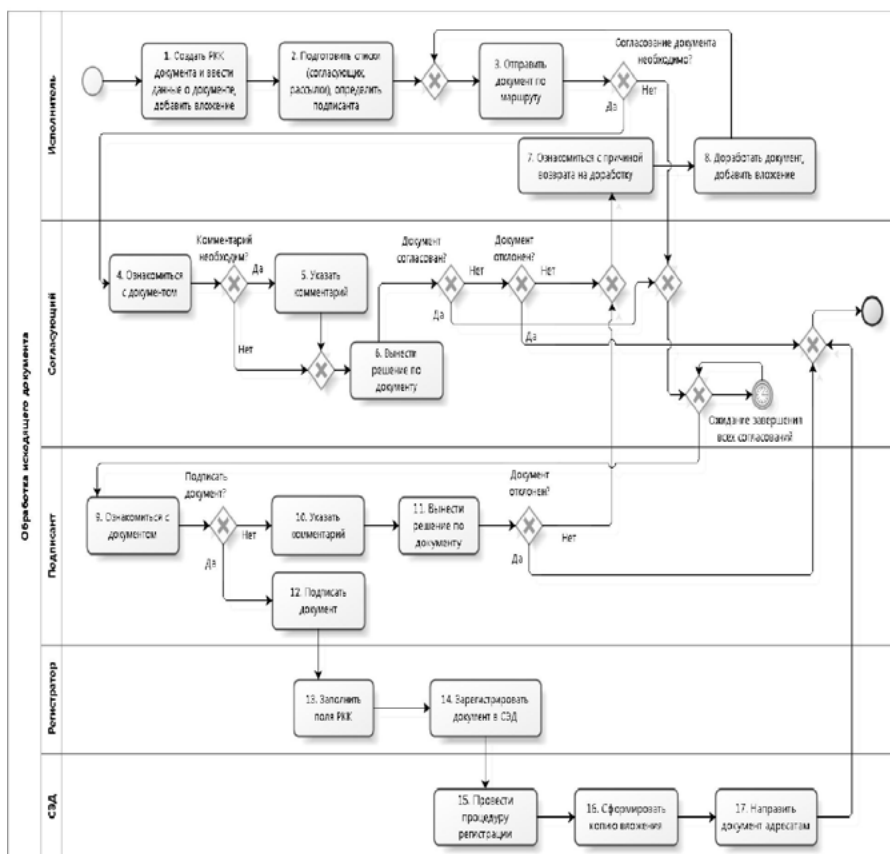 Обработка исходящего документа
Исполнитель
1. Создать РКК
документа и ввести
данные о документе,
добавить вложение
2. Подготовить списки
(согласующих,
рассылки), определить
подписанта
3. Отправить
документ по
маршруту
Согласование документа
необходимо?
Нет
Да
7. Ознакомиться с причиной
возврата на доработку
8. Доработать документ,
добавить вложение
Согласующий
4. Ознакомиться
с документом
Комментарий
необходим?
Да
Нет
5. Указать
комментарий
6. Вынести
решение по
документу
Документ
согласован?
Нет
Да
Документ
отклонен?
Нет
Да
Ожидание завершения
всех согласований
Подписант
9. Ознакомиться с
документом
Подписать
документ?
Нет
Да
10. Указать
комментарий
11. Вынести
решение по
документу
Документ
отклонен?
Нет
Да
12. Подписать
документ
Регистратор
13. Заполнить
поля РКК
14. Зарегистрировать
документ в СЭД
СЭД
15. Провести
процедуру
регистрации
16. Сформировать
копию вложения
17. Направить
документ адресатам